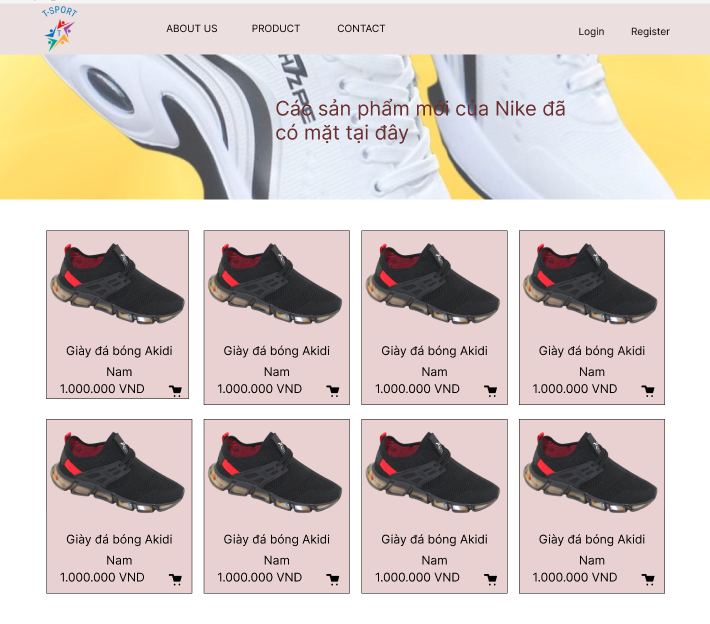 T-SPORT
T
ABOUT US PRODUCT CONTACT
Login Register
HZPE
Các sản phẩm mới của Nike đã
có mặt tại đây
Giày đá bóng Akidi
Nam
1.000.000 VND
Giày đá bóng Akidi
Nam
1.000.000 VND
Giày đá bóng Akidi
Nam
1.000.000 VND
Giày đá bóng Akidi
Nam
1.000.000 VND
Giày đá bóng Akidi
Nam
1.000.000 VND
Giày đá bóng Akidi
Nam
1.000.000 VND
Giày đá bóng Akidi
Nam
1.000.000 VND
Giày đá bóng Akidi
Nam
1.000.000 VND